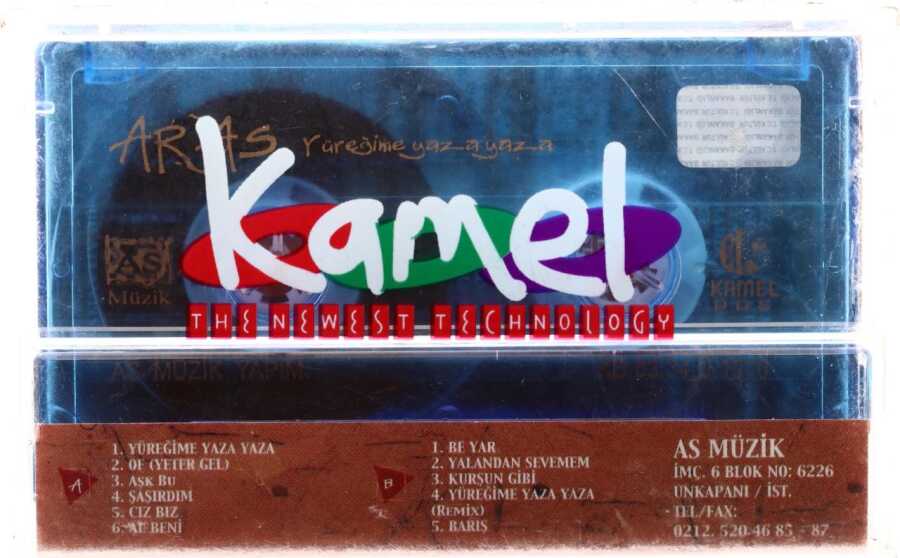 ARAS Yüreğime yaza yaza
Kamel
THE NEWEST TECHNOLOGY
AS
Müzik
KAMEL
AS MÜZİK YAPIM
A
1. YÜREĞİME YAZA YAZA
2. OF (YETER GEL)
3. AŞK BU
4. ŞAŞIRDIM
5. CIZ BIZ
6. AL BENİ
B
1. BE YAR
2. YALANDAN SEVEMEM
3. KURŞUN GİBİ
4. YÜREĞİME YAZA YAZA
(REMİX)
5. BARIŞ
AS MÜZİK
İMÇ. 6 BLOK NO: 6226
UNKAPANI / İST.
TEL/FAX:
0212. 520 46 85 - 87